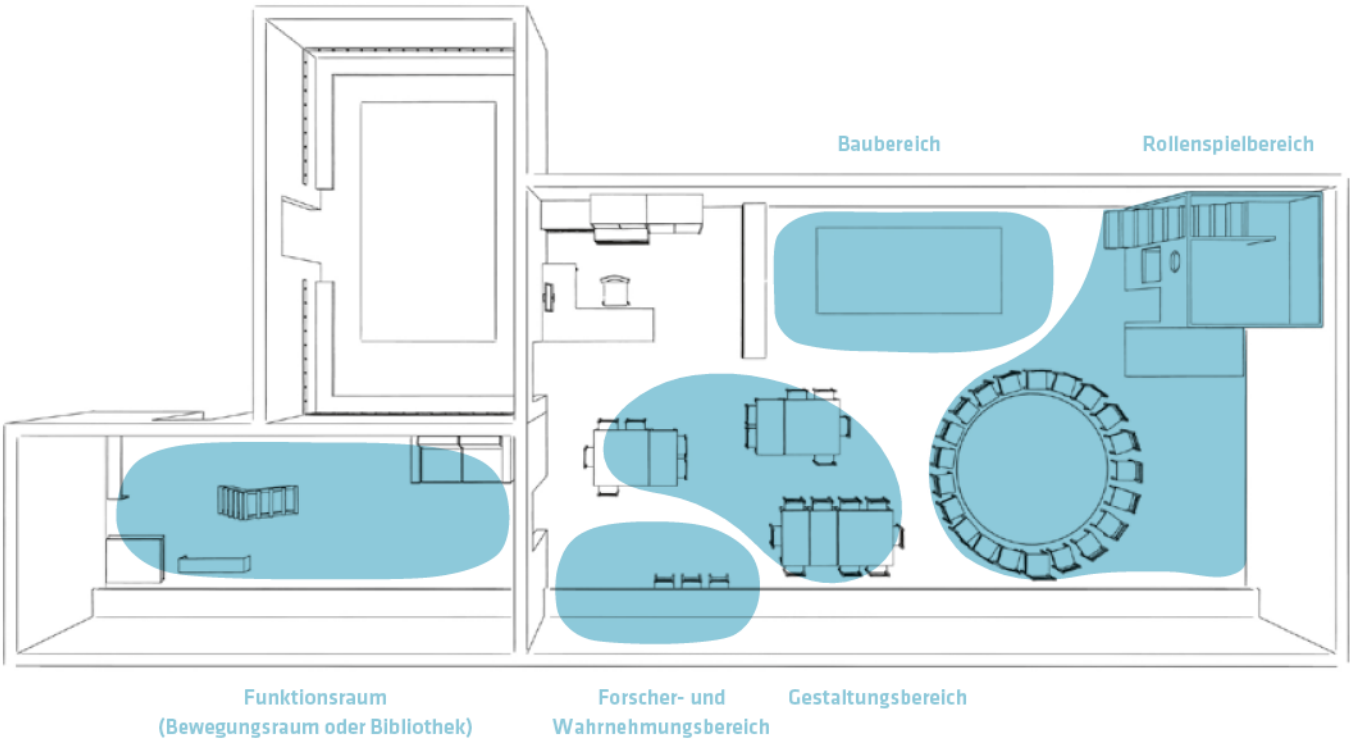 Baubereich
Rollenspielbereich
Funktionsraum
(Bewegungsraum oder Bibliothek)
Forscher- und
Wahrnehmungsbereich
Gestaltungsbereich